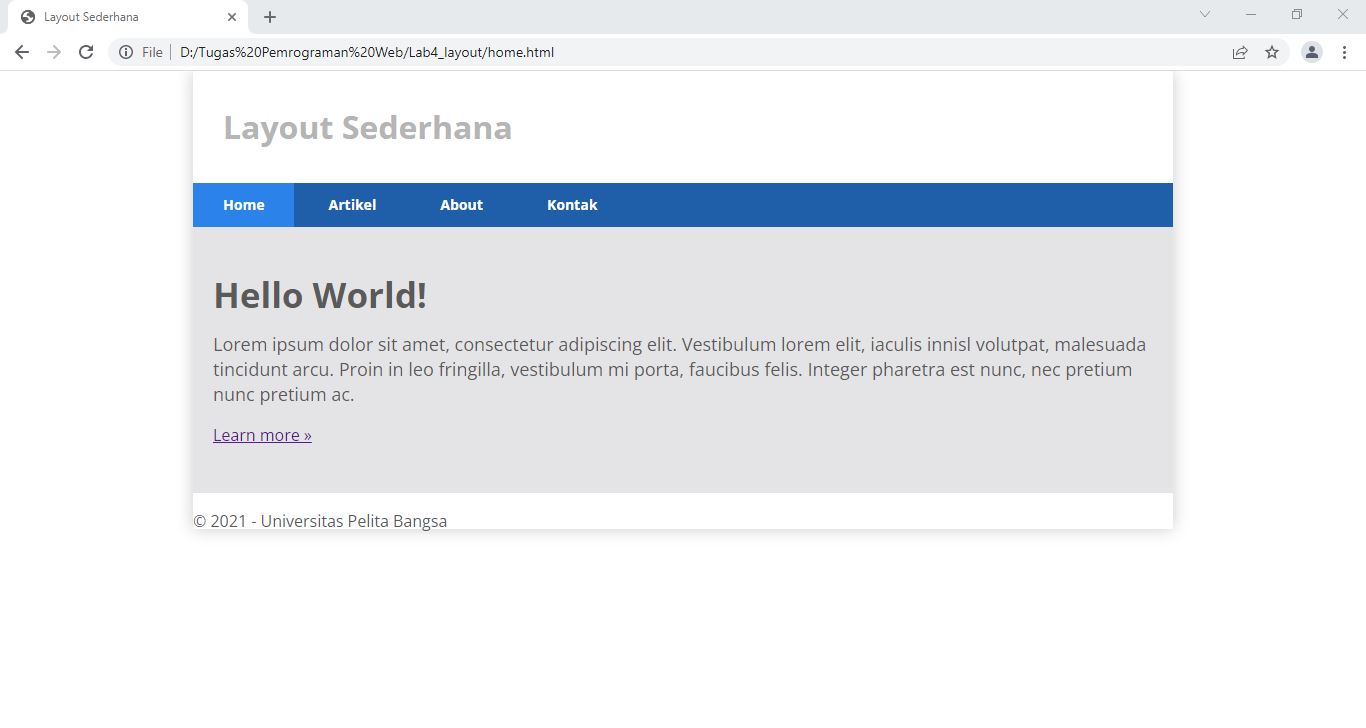 Layout Sederhana
File | D:/Tugas%20Pemrograman%20Web/Lab4_layout/home.html
Layout Sederhana
Home Artikel About Kontak
Hello World!
Lorem ipsum dolor sit amet, consectetur adipiscing elit. Vestibulum lorem elit, iaculis innisl volutpat, malesuada
tincidunt arcu. Proin in leo fringilla, vestibulum mi porta, faucibus felis. Integer pharetra est nunc, nec pretium
nunc pretium ac.
Learn more »
© 2021 - Universitas Pelita Bangsa